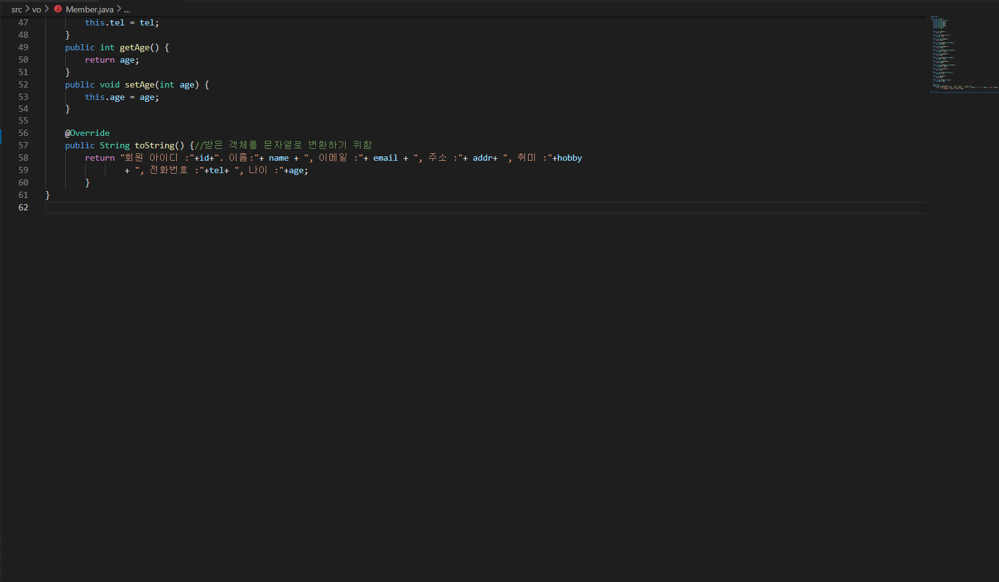 src > vo > J Member.java > ...
47 this.tel = tel;
48 }
49 public int getAge() {
50 return age;
51 }
52 public void setAge(int age) {
53 this.age = age;
54 }
55
56 @Override
57 public String toString() {//받은 객체를 문자열로 변환하기 위함
58 return "회원 아이디 :"+id+". 이름:"+ name + ", 이메일 :"+ email + ", 주소 :"+ addr+ ", 취미 :"+hobby
59 + ", 전화번호 :"+tel+ ", 나이 :"+age;
60 }
61 }
62